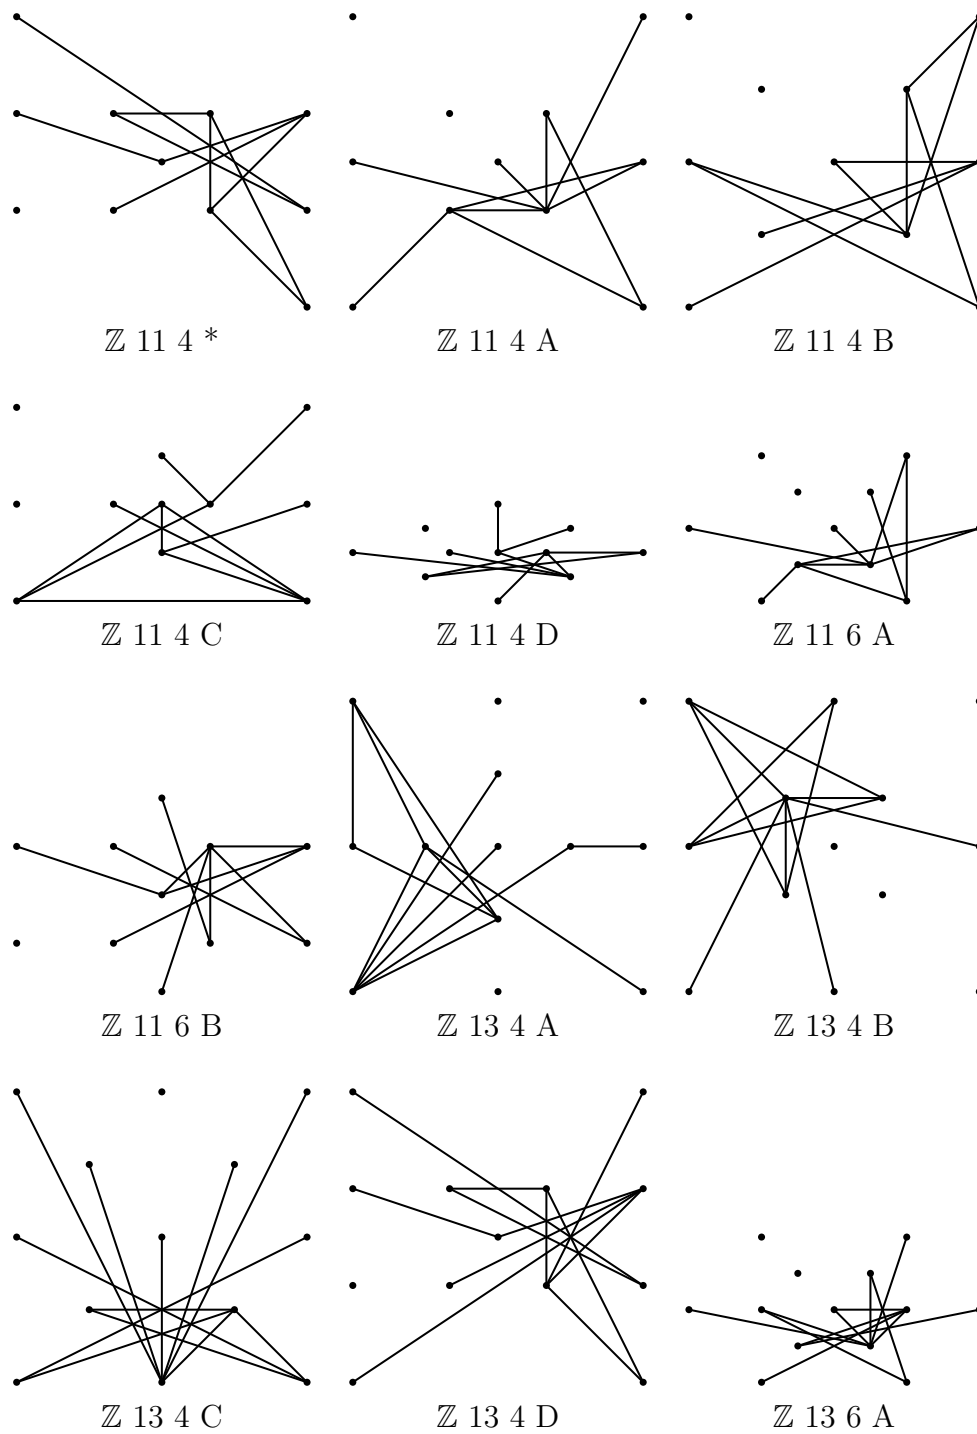 ℤ 11 4 * ℤ 11 4 A ℤ 11 4 B
ℤ 11 4 C ℤ 11 4 D ℤ 11 6 A
ℤ 11 6 B ℤ 13 4 A ℤ 13 4 B
ℤ 13 4 C ℤ 13 4 D ℤ 13 6 A